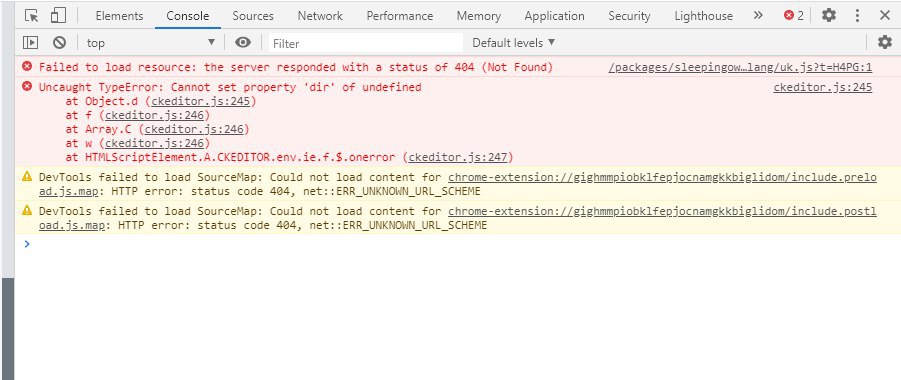 Elements Console Sources Network Performance Memory Application Security Lighthouse » 2
top Filter Default levels
Failed to load resource: the server responded with a status of 404 (Not Found) /packages/sleepingow…lang/uk.js?t=H4PG:1
Uncaught TypeError: Cannot set property 'dir' of undefined ckeditor.js:245
at Object.d (ckeditor.js:245)
at f (ckeditor.js:246)
at Array.C (ckeditor.js:246)
at w (ckeditor.js:246)
at HTMLScriptElement.A.CKEDITOR.env.ie.f.$.onerror (ckeditor.js:247)
DevTools failed to load SourceMap: Could not load content for chrome-extension://gighmmpiobklfepjocnamgkkbiglidom/include.prelo
ad.js.map: HTTP error: status code 404, net::ERR_UNKNOWN_URL_SCHEME
DevTools failed to load SourceMap: Could not load content for chrome-extension://gighmmpiobklfepjocnamgkkbiglidom/include.postl
oad.js.map: HTTP error: status code 404, net::ERR_UNKNOWN_URL_SCHEME